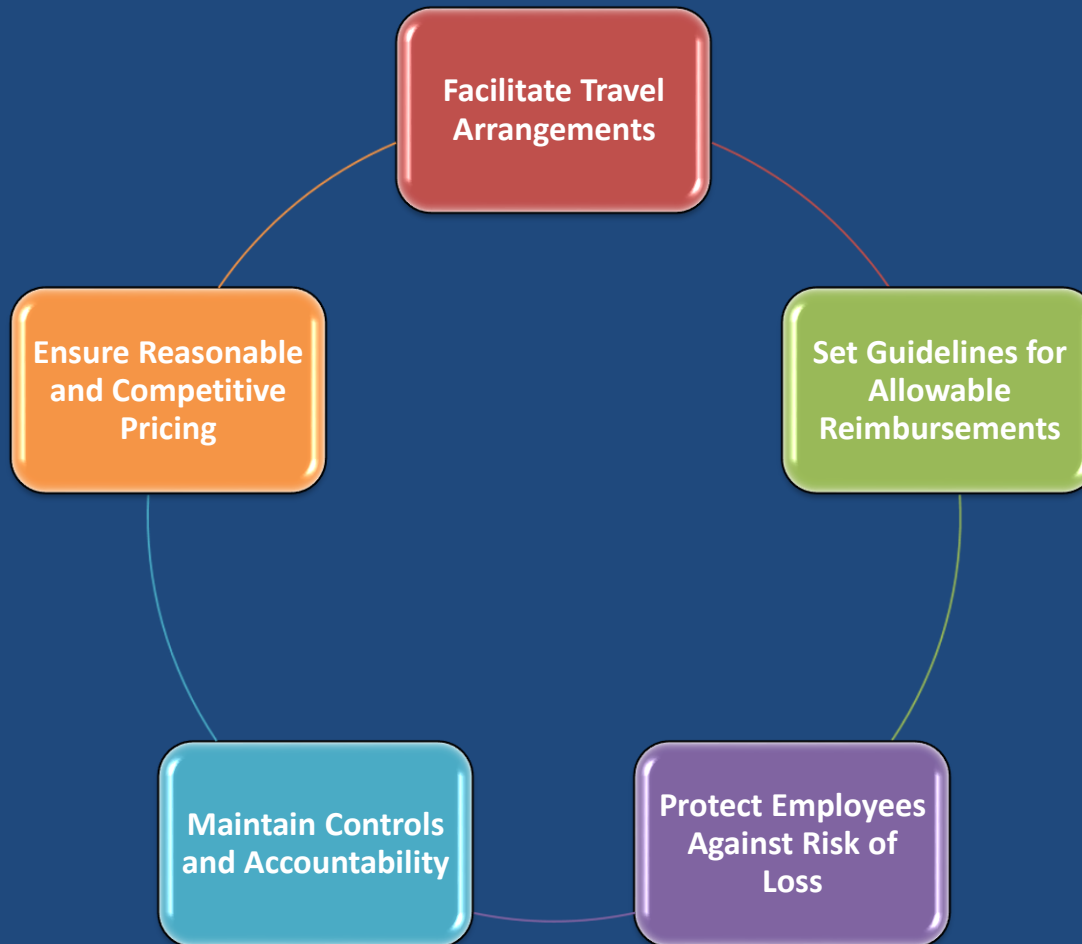 Facilitate Travel
Arrangements
Set Guidelines for
Allowable
Reimbursements
Protect Employees
Against Risk of
Loss
Maintain Controls
and Accountability
Ensure Reasonable
and Competitive
Pricing